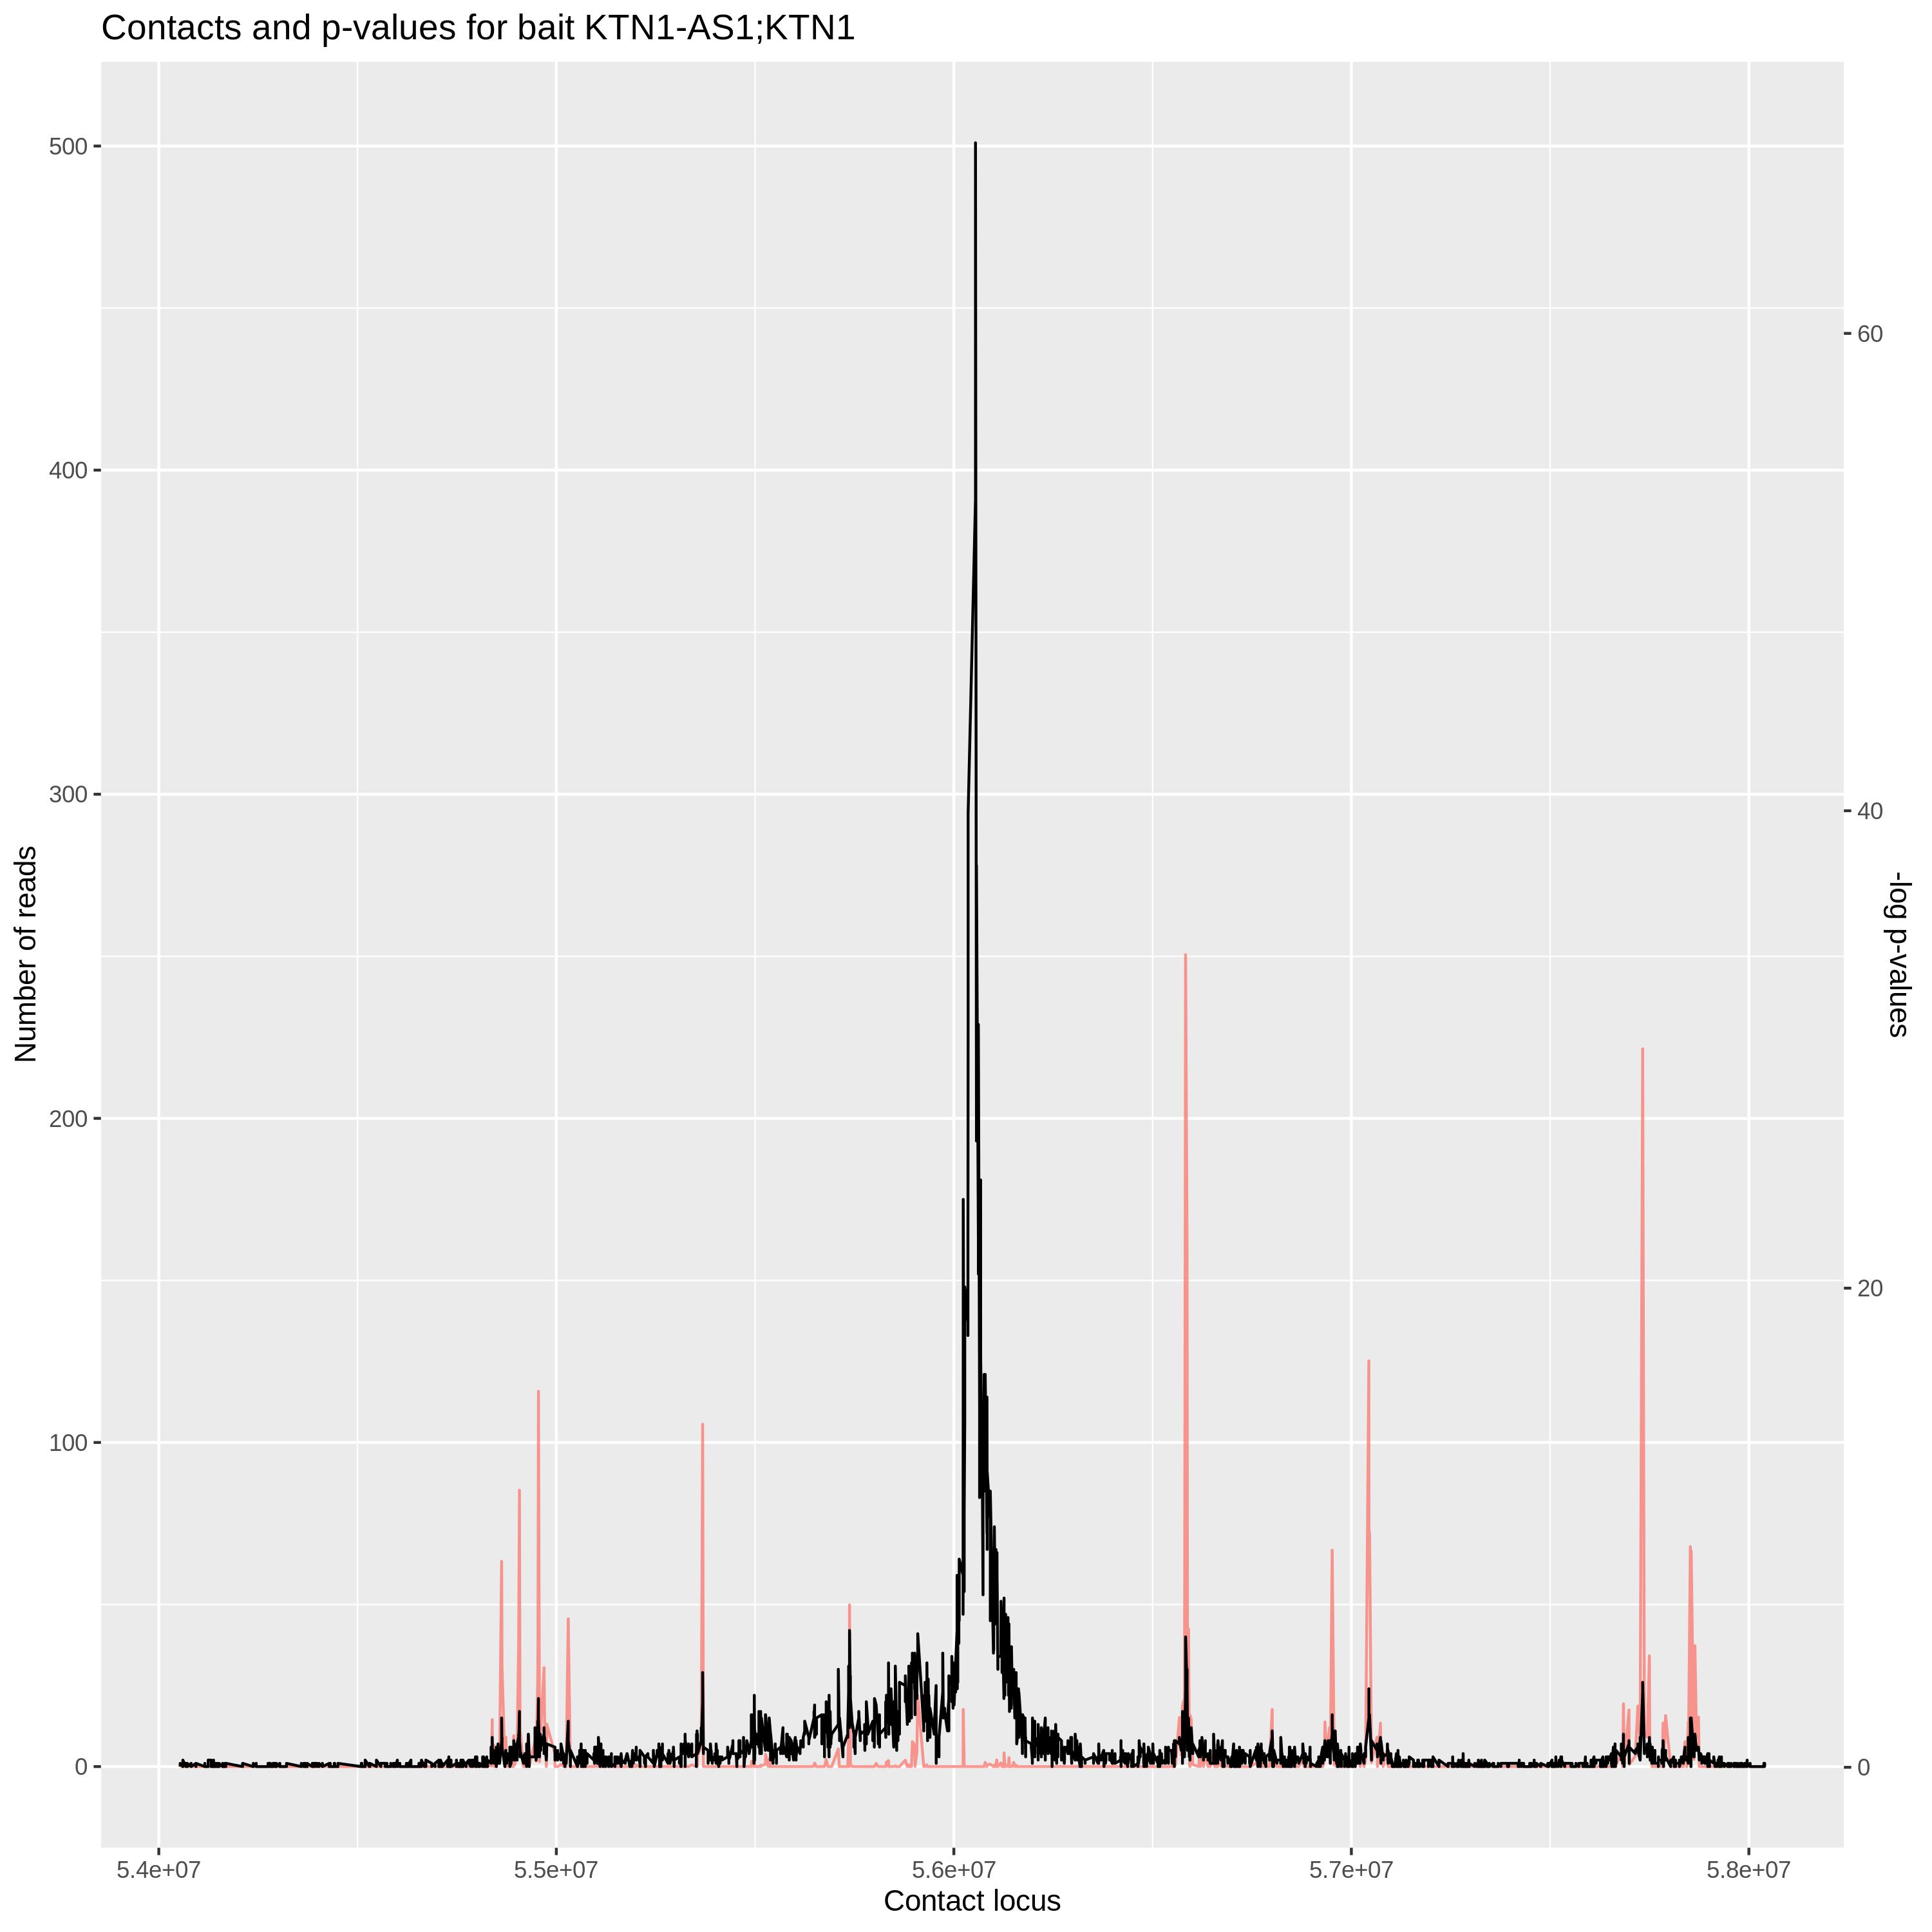 Contacts and p-values for bait KTN1-AS1;KTN1
500
400
300
200
100
0
Number of reads
60
40
20
0
-log p-values
5.4e+07 5.5e+07 5.6e+07 5.7e+07 5.8e+07
Contact locus